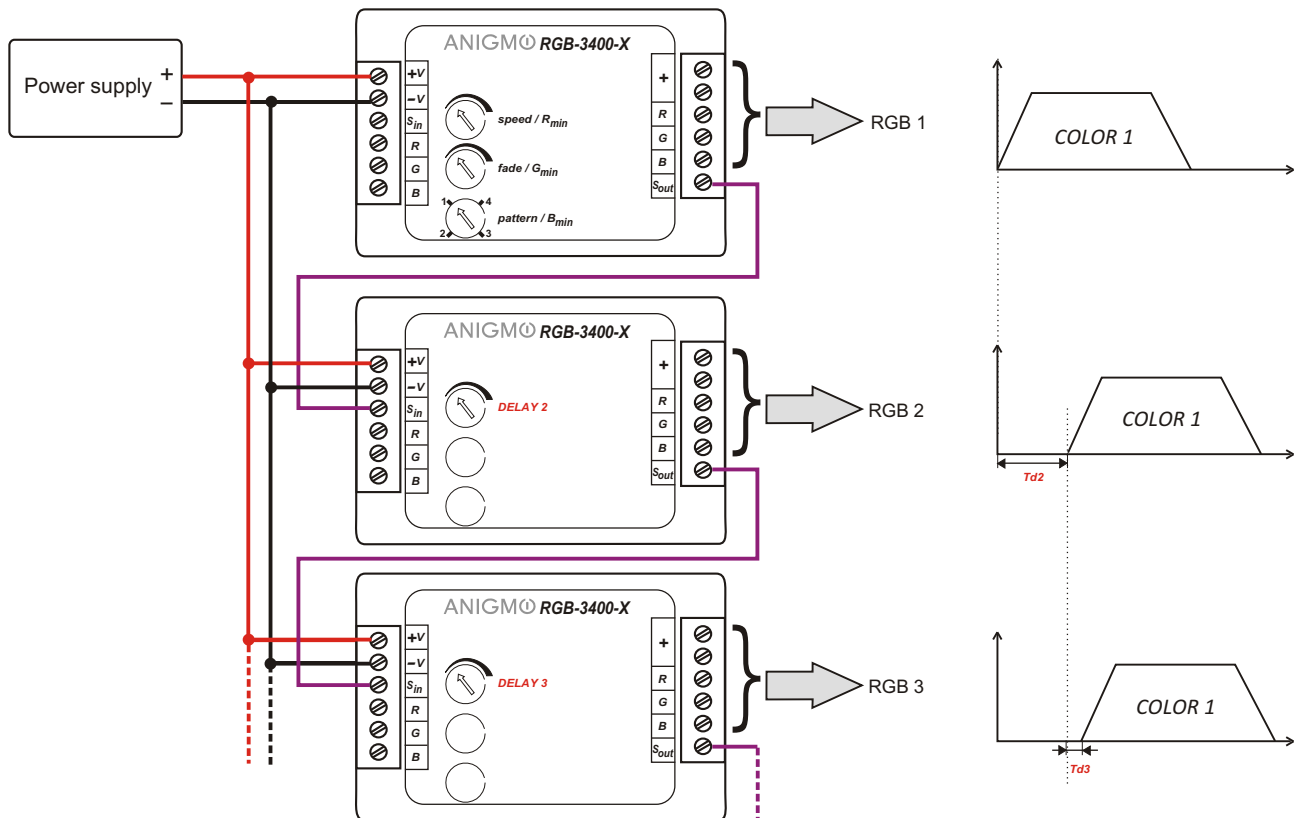 Power supply
+
−
ANIGMO RGB-3400-X
+V
−V
Sin
R
G
B
speed / Rmin
fade / Gmin
1 4
pattern / Bmin
2 3
+
R
G
B
Sout
RGB 1
COLOR 1
ANIGMO RGB-3400-X
+V
−V
Sin
R
G
B
DELAY 2
+
R
G
B
Sout
RGB 2
COLOR 1
Td2
ANIGMO RGB-3400-X
+V
−V
Sin
R
G
B
DELAY 3
+
R
G
B
Sout
RGB 3
COLOR 1
Td3